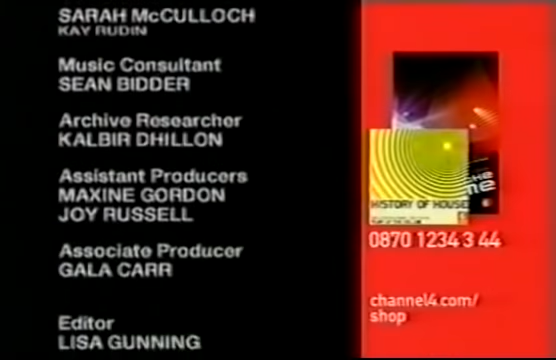 SARAH McCULLOCH
KAY RUDIN
Music Consultant
SEAN BIDDER
Archive Researcher
KALBIR DHILLON
Assistant Producers
MAXINE GORDON
JOY RUSSELL
Associate Producer
GALA CARR
Editor
LISA GUNNING
HISTORY OF HOUSE
0870 1234 3 44
channel4.com/
shop